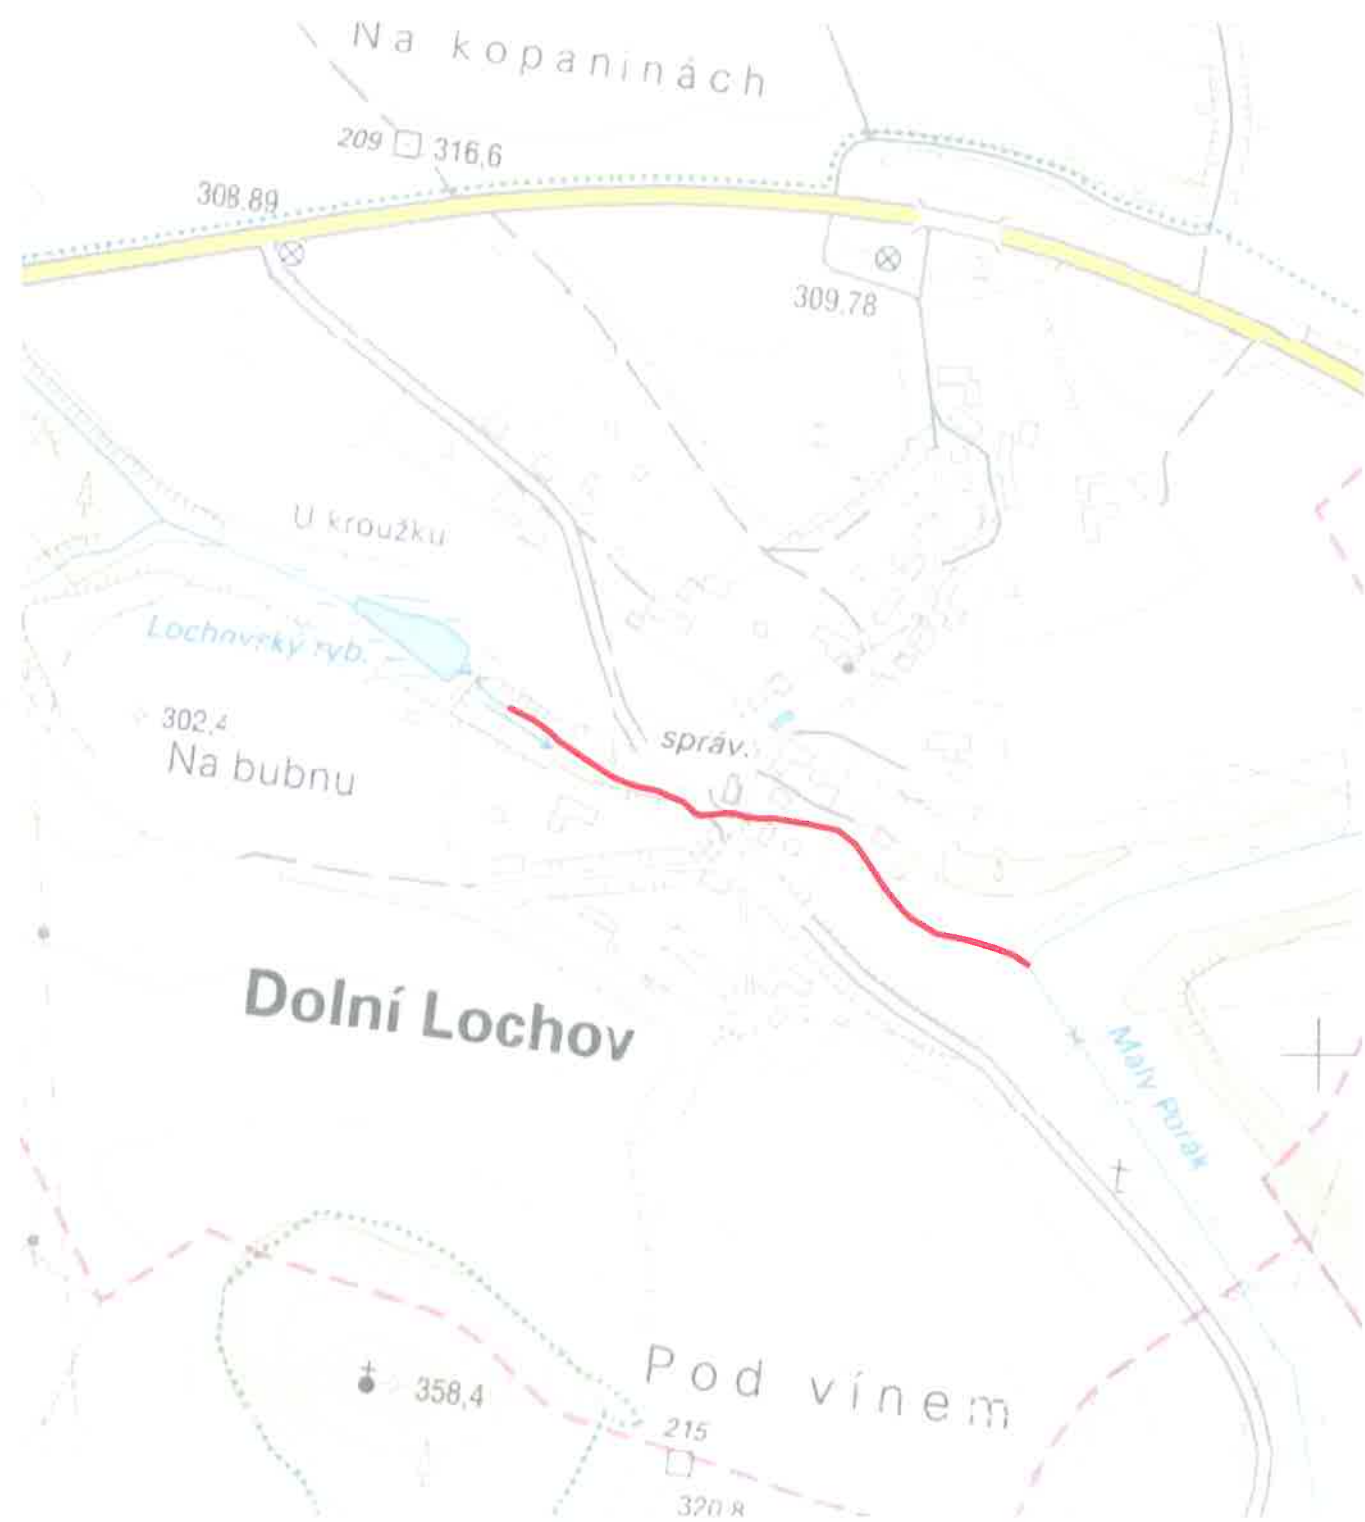 Na kopaninách
209 316,6
308.89
309.78
U kroužku
Lochovský ryb.
302,4
Na bubnu
správ.
Dolní Lochov
Malý Porák
Pod vínem
358,4
215
320,8